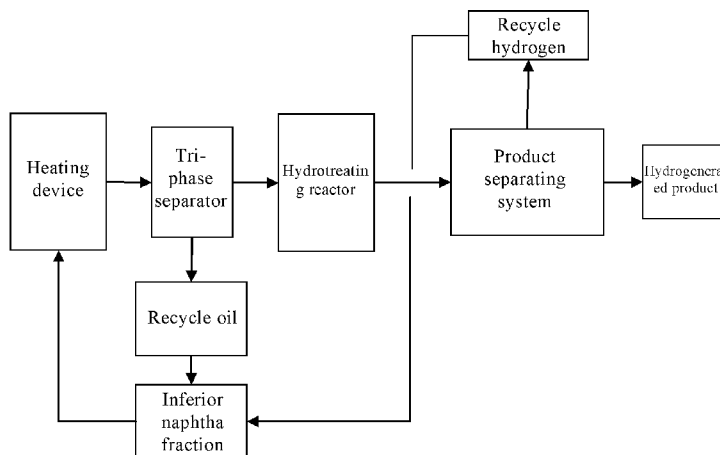 Recycle
hydrogen
Heating
device
Tri-
phase
separator
Hydrotreatin
g reactor
Product
separating
system
Hydrogenerat
ed product
Recycle oil
Inferior
naphtha
fraction